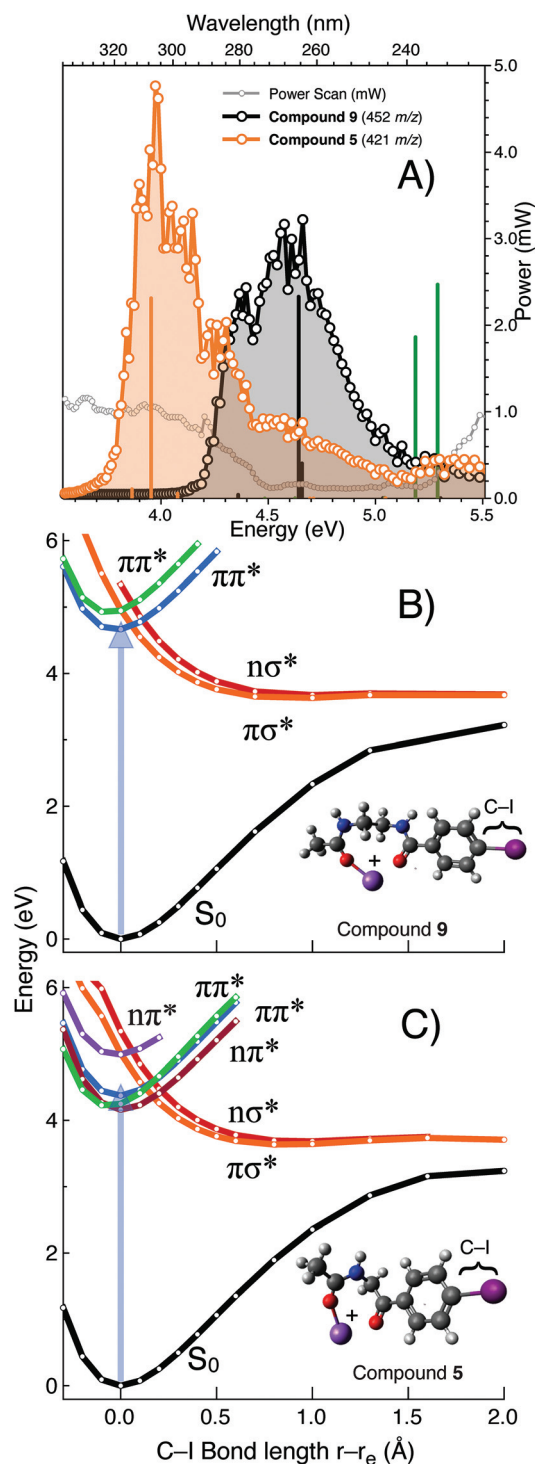 Wavelength (nm)
320 300 280 260 240
Power Scan (mW)
Compound 9 (452 m/z)
Compound 5 (421 m/z)
A)
5.0
4.0
3.0
2.0
1.0
0.0
Power (mW)
4.0 4.5 5.0 5.5
Energy (eV)
B)
6
4
2
0
ππ*
ππ*
nσ*
πσ*
S₀
C–I
+
Compound 9
Energy (eV)
C)
6
4
2
0
nπ*
ππ*
ππ*
nπ*
nσ*
πσ*
S₀
C–I
+
Compound 5
0.0 0.5 1.0 1.5 2.0
C–I Bond length r–rₑ (Å)